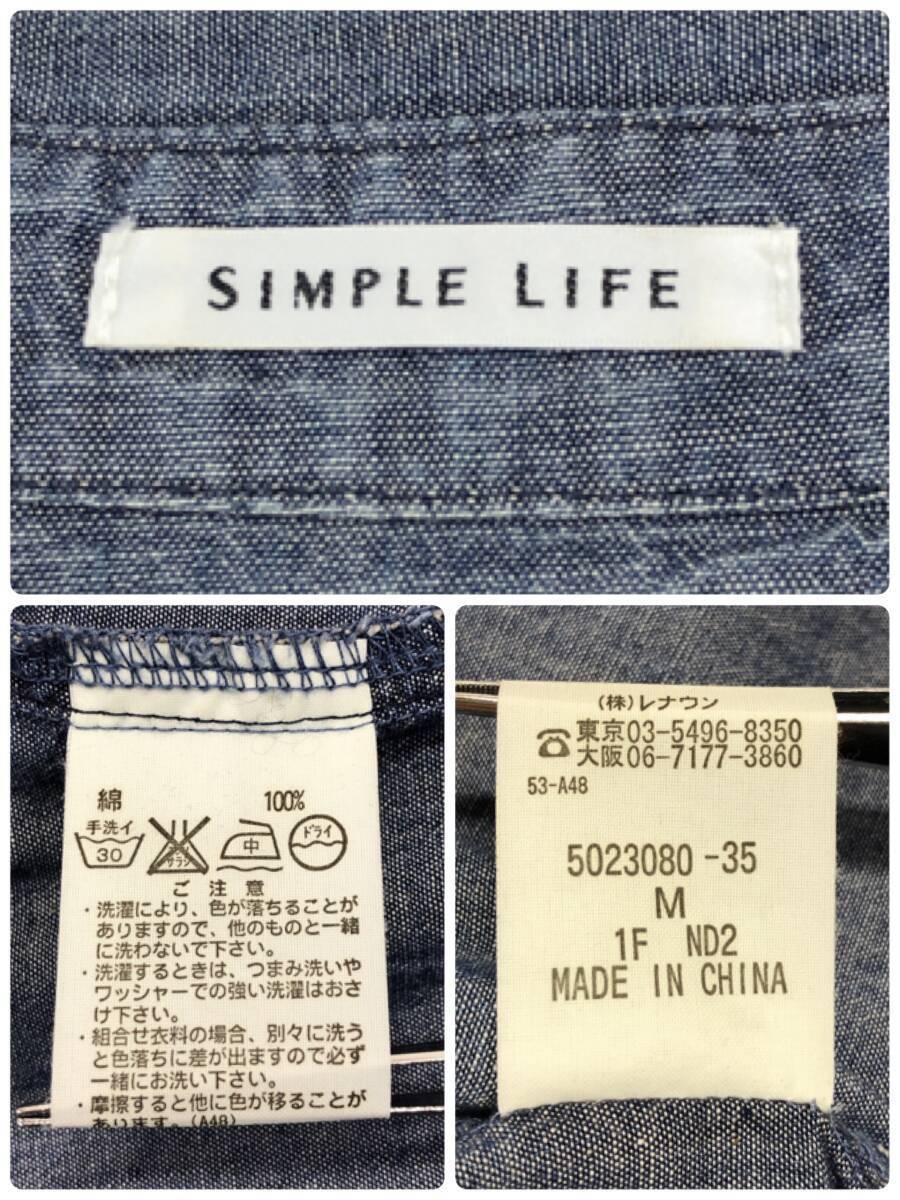 SIMPLE LIFE
綿 100%
手洗イ
30
サラシ
中
ドライ
ご注意
・洗濯により、色が落ちることが
ありますので、他のものと一緒
に洗わないで下さい。
・洗濯するときは、つまみ洗いや
ワッシャーでの強い洗濯はおさ
け下さい。
・組合せ衣料の場合、別々に洗う
と色落ちに差が出ますので必ず
一緒にお洗い下さい。
・摩擦すると他に色が移ることが
あります。(A48)
(株)レナウン
☎東京03-5496-8350
大阪06-7177-3860
53-A48
5023080-35
M
1F ND2
MADE IN CHINA